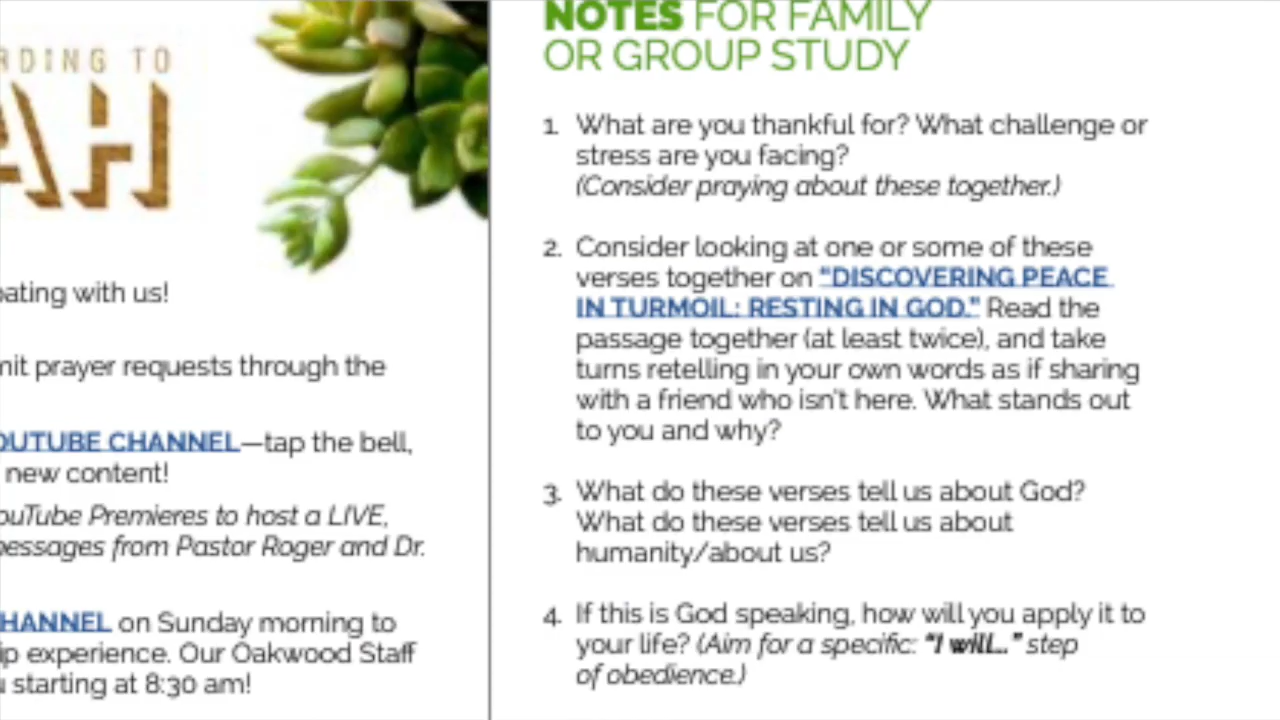 RDING TO
AH
pating with us!
mit prayer requests through the
OUTUBE CHANNEL—tap the bell,
new content!
ouTube Premieres to host a LIVE,
essages from Pastor Roger and Dr.
HANNEL on Sunday morning to
ip experience. Our Oakwood Staff
u starting at 8:30 am!
NOTES FOR FAMILY
OR GROUP STUDY
1. What are you thankful for? What challenge or
stress are you facing?
(Consider praying about these together.)
2. Consider looking at one or some of these
verses together on "DISCOVERING PEACE
IN TURMOIL: RESTING IN GOD." Read the
passage together (at least twice), and take
turns retelling in your own words as if sharing
with a friend who isn't here. What stands out
to you and why?
3. What do these verses tell us about God?
What do these verses tell us about
humanity/about us?
4. If this is God speaking, how will you apply it to
your life? (Aim for a specific: "I will..." step
of obedience.)